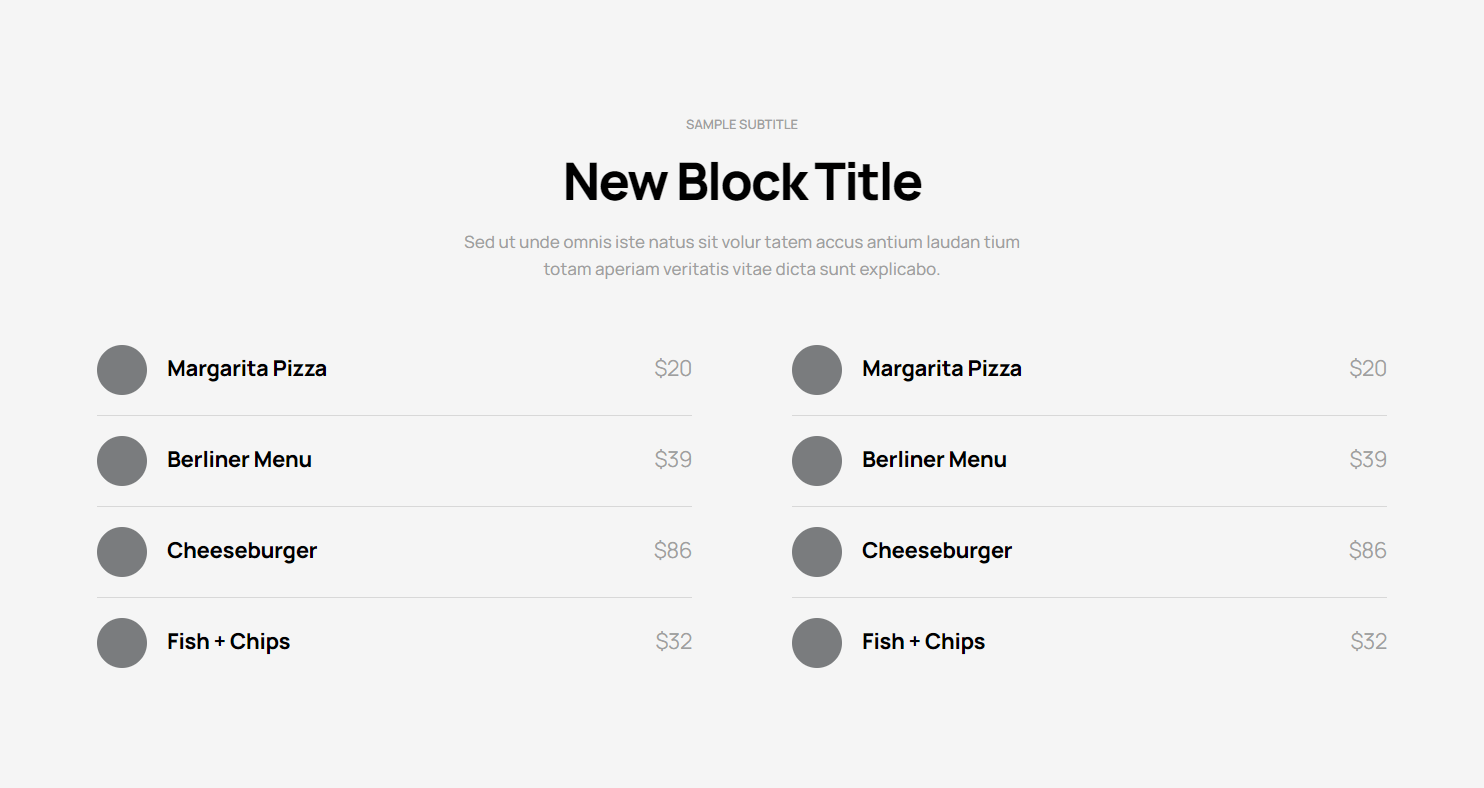 SAMPLE SUBTITLE
New Block Title
Sed ut unde omnis iste natus sit volur tatem accus antium laudan tium
totam aperiam veritatis vitae dicta sunt explicabo.
Margarita Pizza $20
Berliner Menu $39
Cheeseburger $86
Fish + Chips $32
Margarita Pizza $20
Berliner Menu $39
Cheeseburger $86
Fish + Chips $32